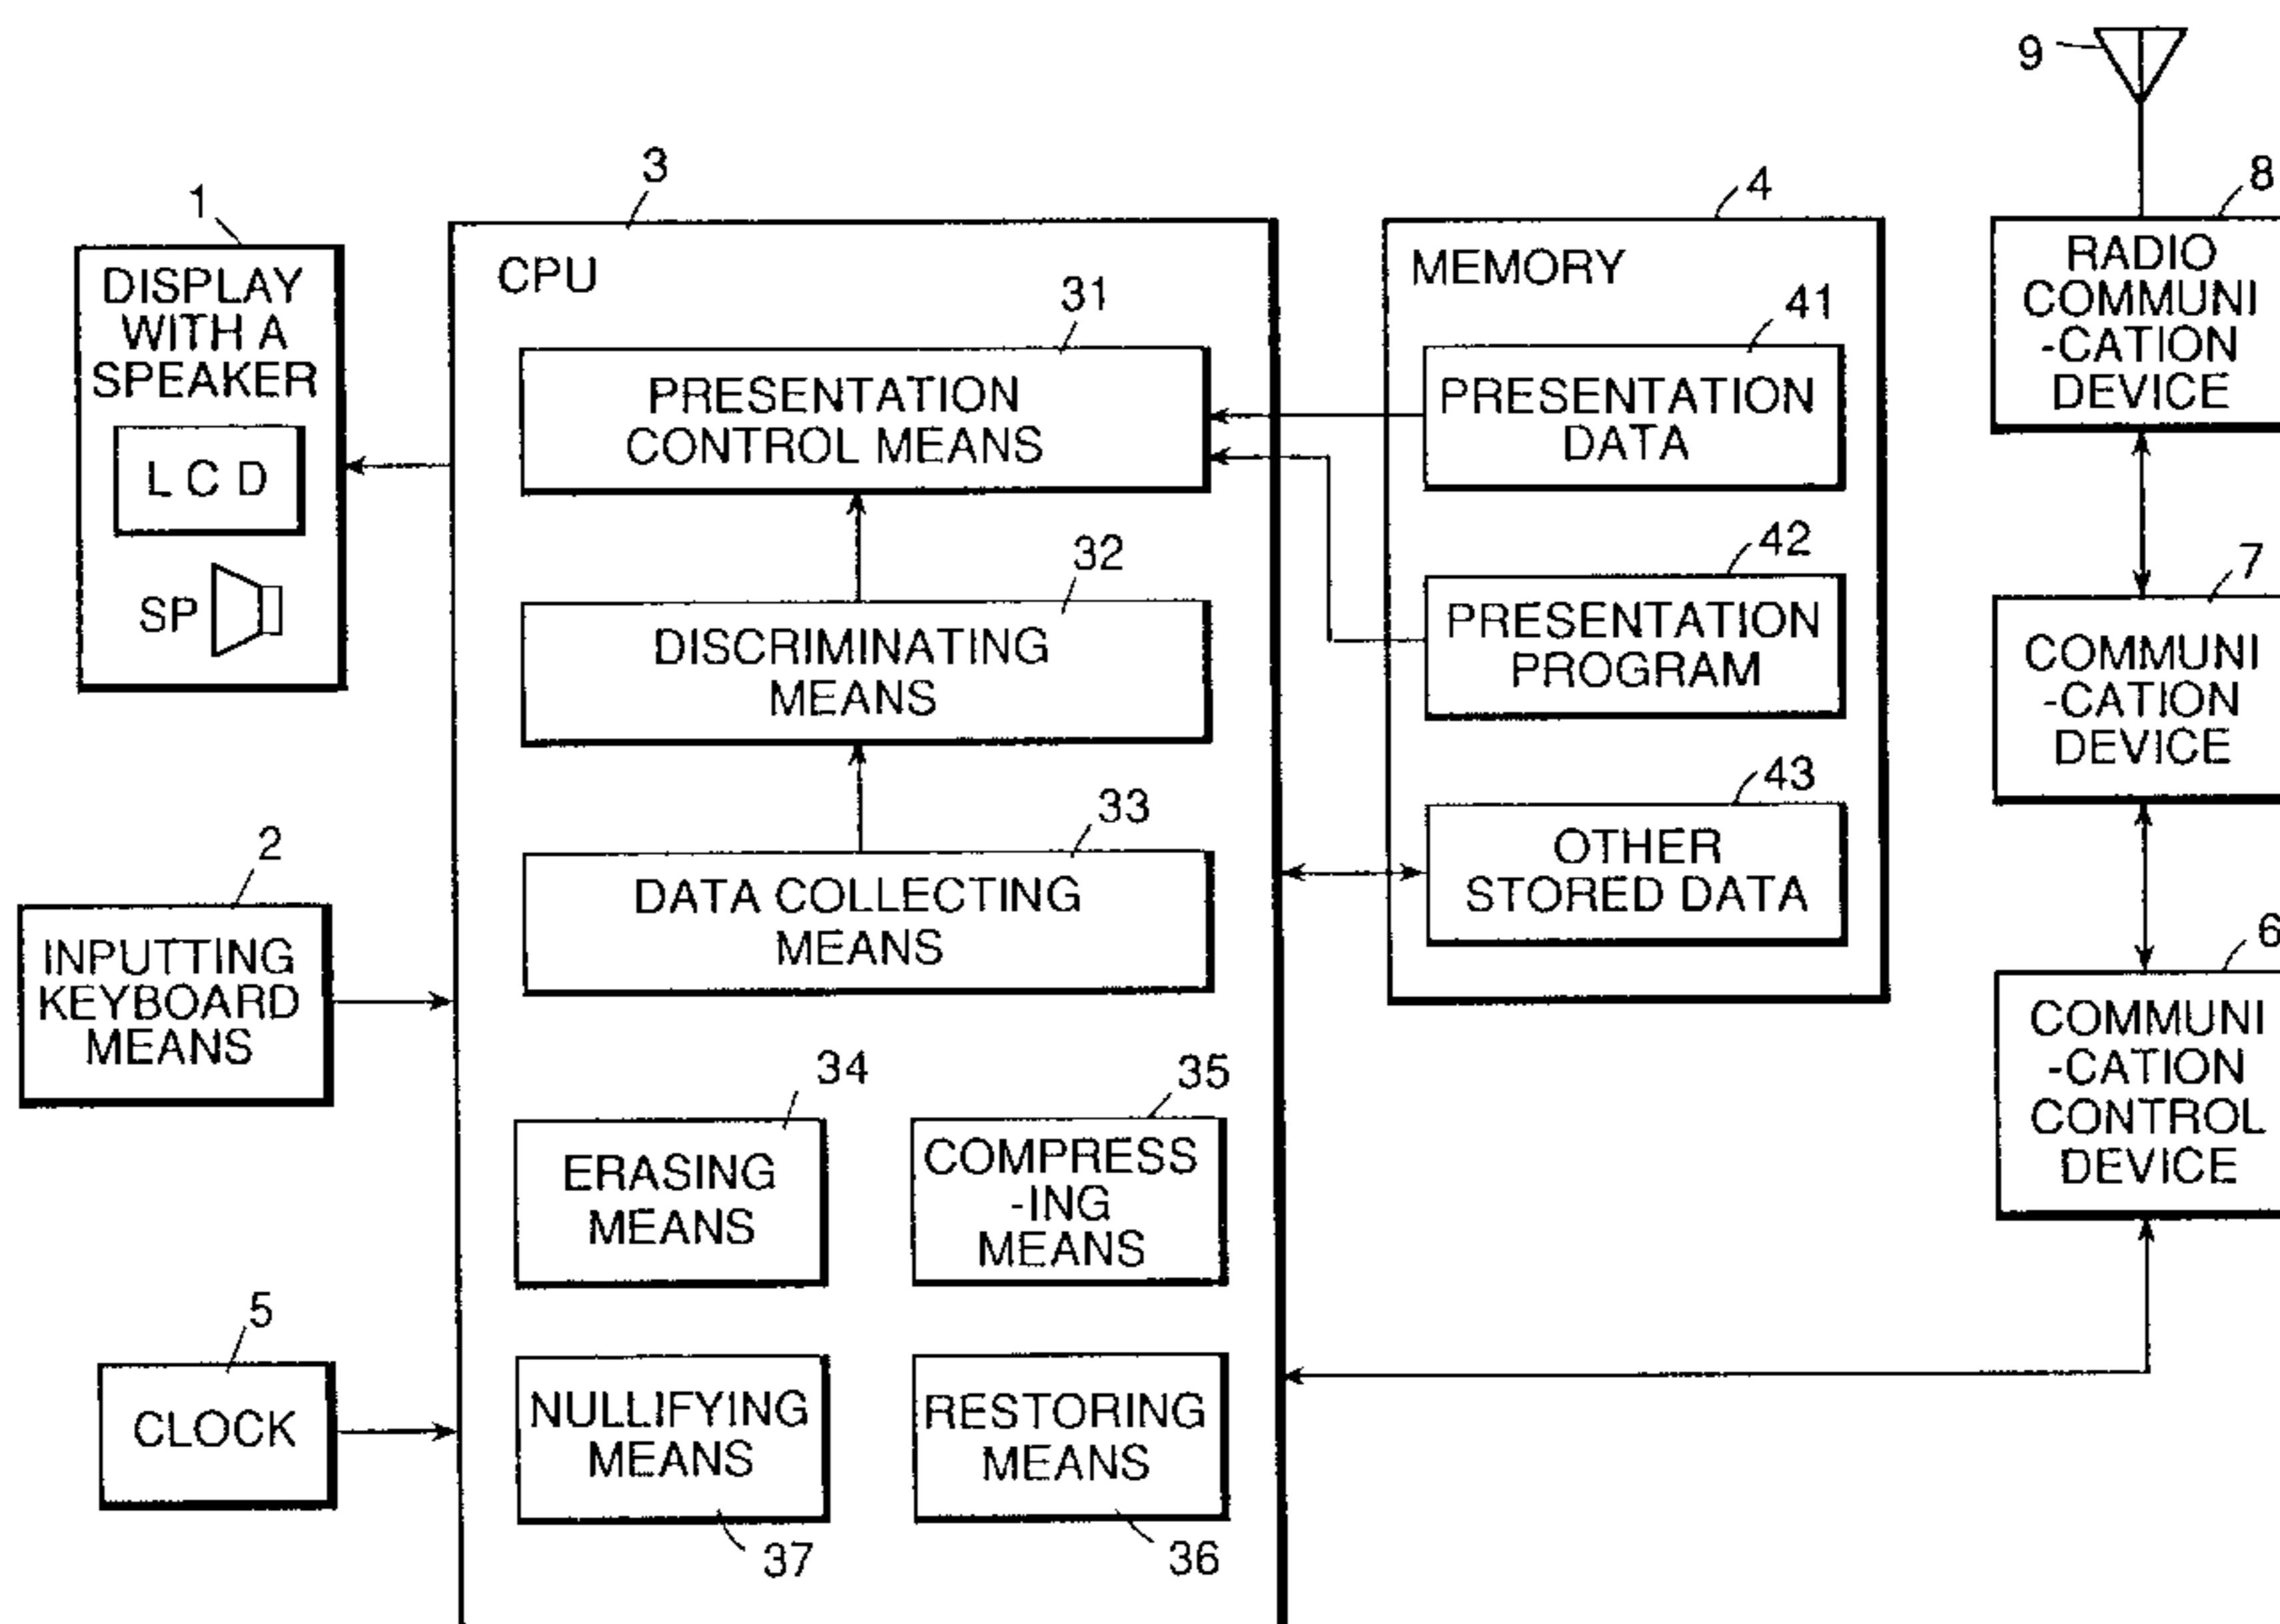 1
DISPLAY
WITH A
SPEAKER
L C D
SP
2
INPUTTING
KEYBOARD
MEANS
5
CLOCK
3
CPU
31
PRESENTATION
CONTROL MEANS
32
DISCRIMINATING
MEANS
33
DATA COLLECTING
MEANS
34
ERASING
MEANS
35
COMPRESS
-ING
MEANS
NULLIFYING
MEANS
37
RESTORING
MEANS
36
4
MEMORY
41
PRESENTATION
DATA
42
PRESENTATION
PROGRAM
43
OTHER
STORED DATA
9
8
RADIO
COMMUNI
-CATION
DEVICE
7
COMMUNI
-CATION
DEVICE
6
COMMUNI
-CATION
CONTROL
DEVICE